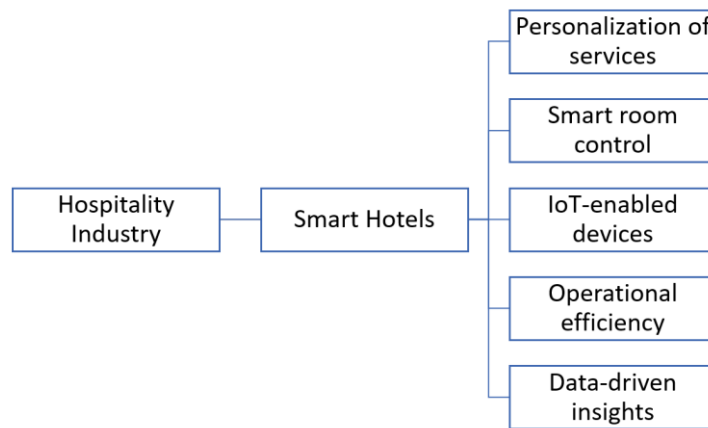 Hospitality
Industry
Smart Hotels
Personalization of
services
Smart room
control
IoT-enabled
devices
Operational
efficiency
Data-driven
insights